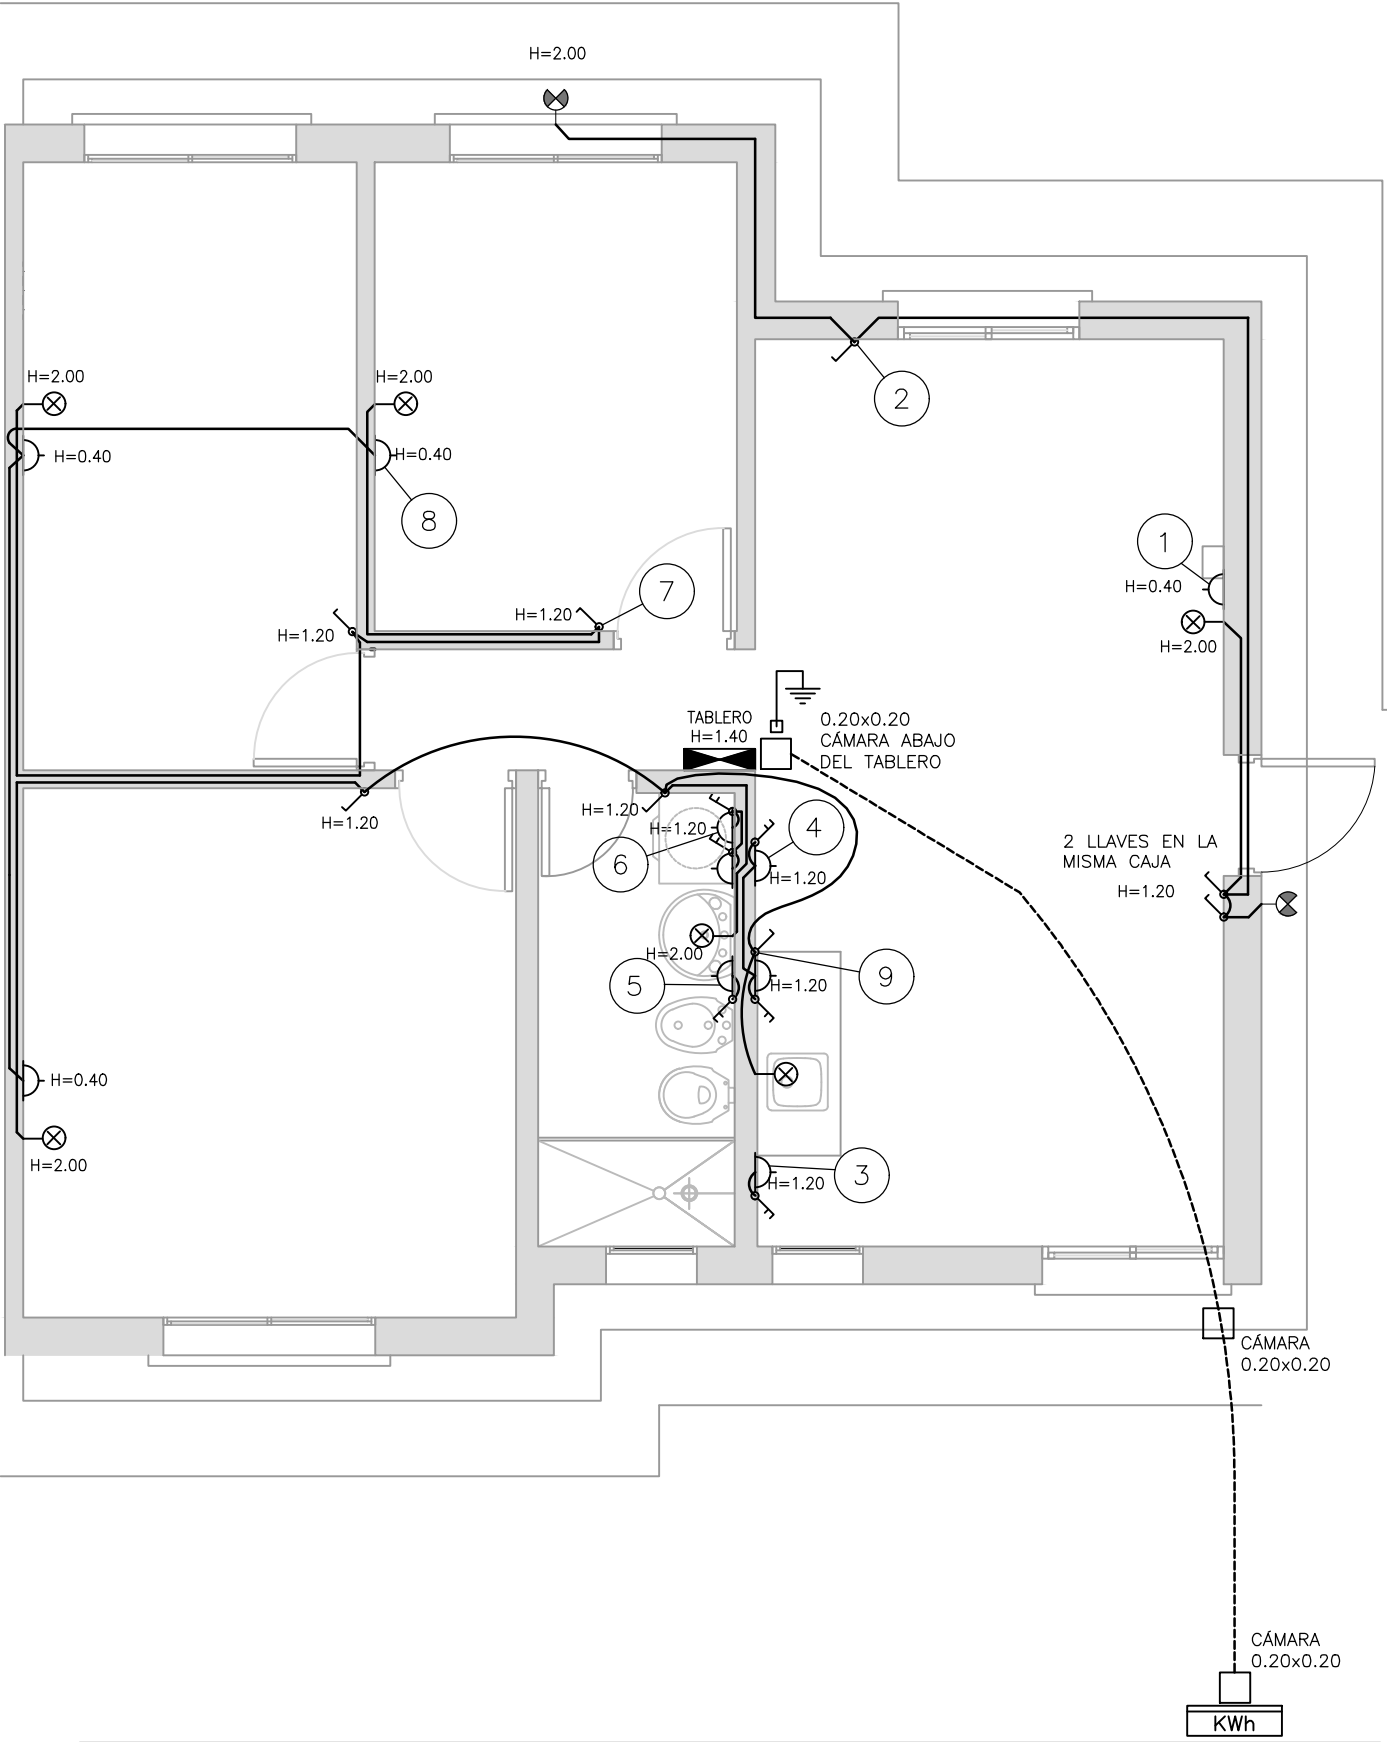 H=2.00
H=2.00
H=2.00
2
H=0.40
H=0.40
8
1
H=0.40
7
H=1.20
H=1.20
H=2.00
TABLERO
H=1.40
0.20x0.20
CÁMARA ABAJO
DEL TABLERO
H=1.20
H=1.20
H=1.20
4
6
H=1.20
2 LLAVES EN LA
MISMA CAJA
H=1.20
H=2.00
5
9
H=1.20
H=0.40
H=2.00
3
H=1.20
CÁMARA
0.20x0.20
CÁMARA
0.20x0.20
KWh